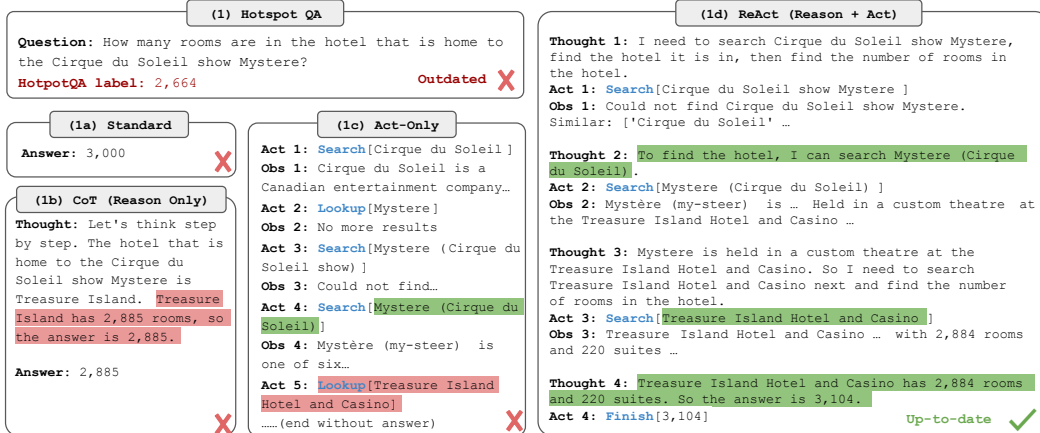 (1) Hotspot QA
Question: How many rooms are in the hotel that is home to
the Cirque du Soleil show Mystere?
HotpotQA label: 2,664
Outdated
(1a) Standard
Answer: 3,000
(1b) CoT (Reason Only)
Thought: Let's think step
by step. The hotel that is
home to the Cirque du
Soleil show Mystere is
Treasure Island. Treasure
Island has 2,885 rooms, so
the answer is 2,885.
Answer: 2,885
(1c) Act-Only
Act 1: Search[Cirque du Soleil ]
Obs 1: Cirque du Soleil is a
Canadian entertainment company…
Act 2: Lookup[Mystere]
Obs 2: No more results
Act 3: Search[Mystere (Cirque du
Soleil show) ]
Obs 3: Could not find…
Act 4: Search[Mystere (Cirque du
Soleil)]
Obs 4: Mystère (my-steer) is
one of six…
Act 5: Lookup[Treasure Island
Hotel and Casino]
……(end without answer)
(1d) ReAct (Reason + Act)
Thought 1: I need to search Cirque du Soleil show Mystere,
find the hotel it is in, then find the number of rooms in
the hotel.
Act 1: Search[Cirque du Soleil show Mystere ]
Obs 1: Could not find Cirque du Soleil show Mystere.
Similar: ['Cirque du Soleil' …
Thought 2: To find the hotel, I can search Mystere (Cirque
du Soleil).
Act 2: Search[Mystere (Cirque du Soleil) ]
Obs 2: Mystère (my-steer) is … Held in a custom theatre at
the Treasure Island Hotel and Casino …
Thought 3: Mystere is held in a custom theatre at the
Treasure Island Hotel and Casino. So I need to search
Treasure Island Hotel and Casino next and find the number
of rooms in the hotel.
Act 3: Search[Treasure Island Hotel and Casino ]
Obs 3: Treasure Island Hotel and Casino … with 2,884 rooms
and 220 suites …
Thought 4: Treasure Island Hotel and Casino has 2,884 rooms
and 220 suites. So the answer is 3,104.
Act 4: Finish[3,104]
Up-to-date